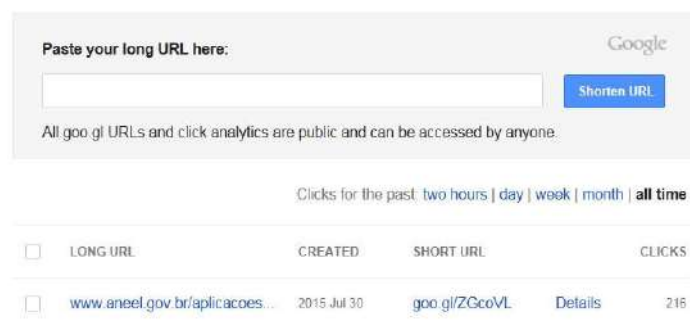 Paste your long URL here:
Google
Shorten URL
All goo.gl URLs and click analytics are public and can be accessed by anyone.
Clicks for the past: two hours | day | week | month | all time
LONG URL CREATED SHORT URL CLICKS
www.aneel.gov.br/aplicacoes... 2015 Jul 30 goo.gl/ZGcoVL Details 216